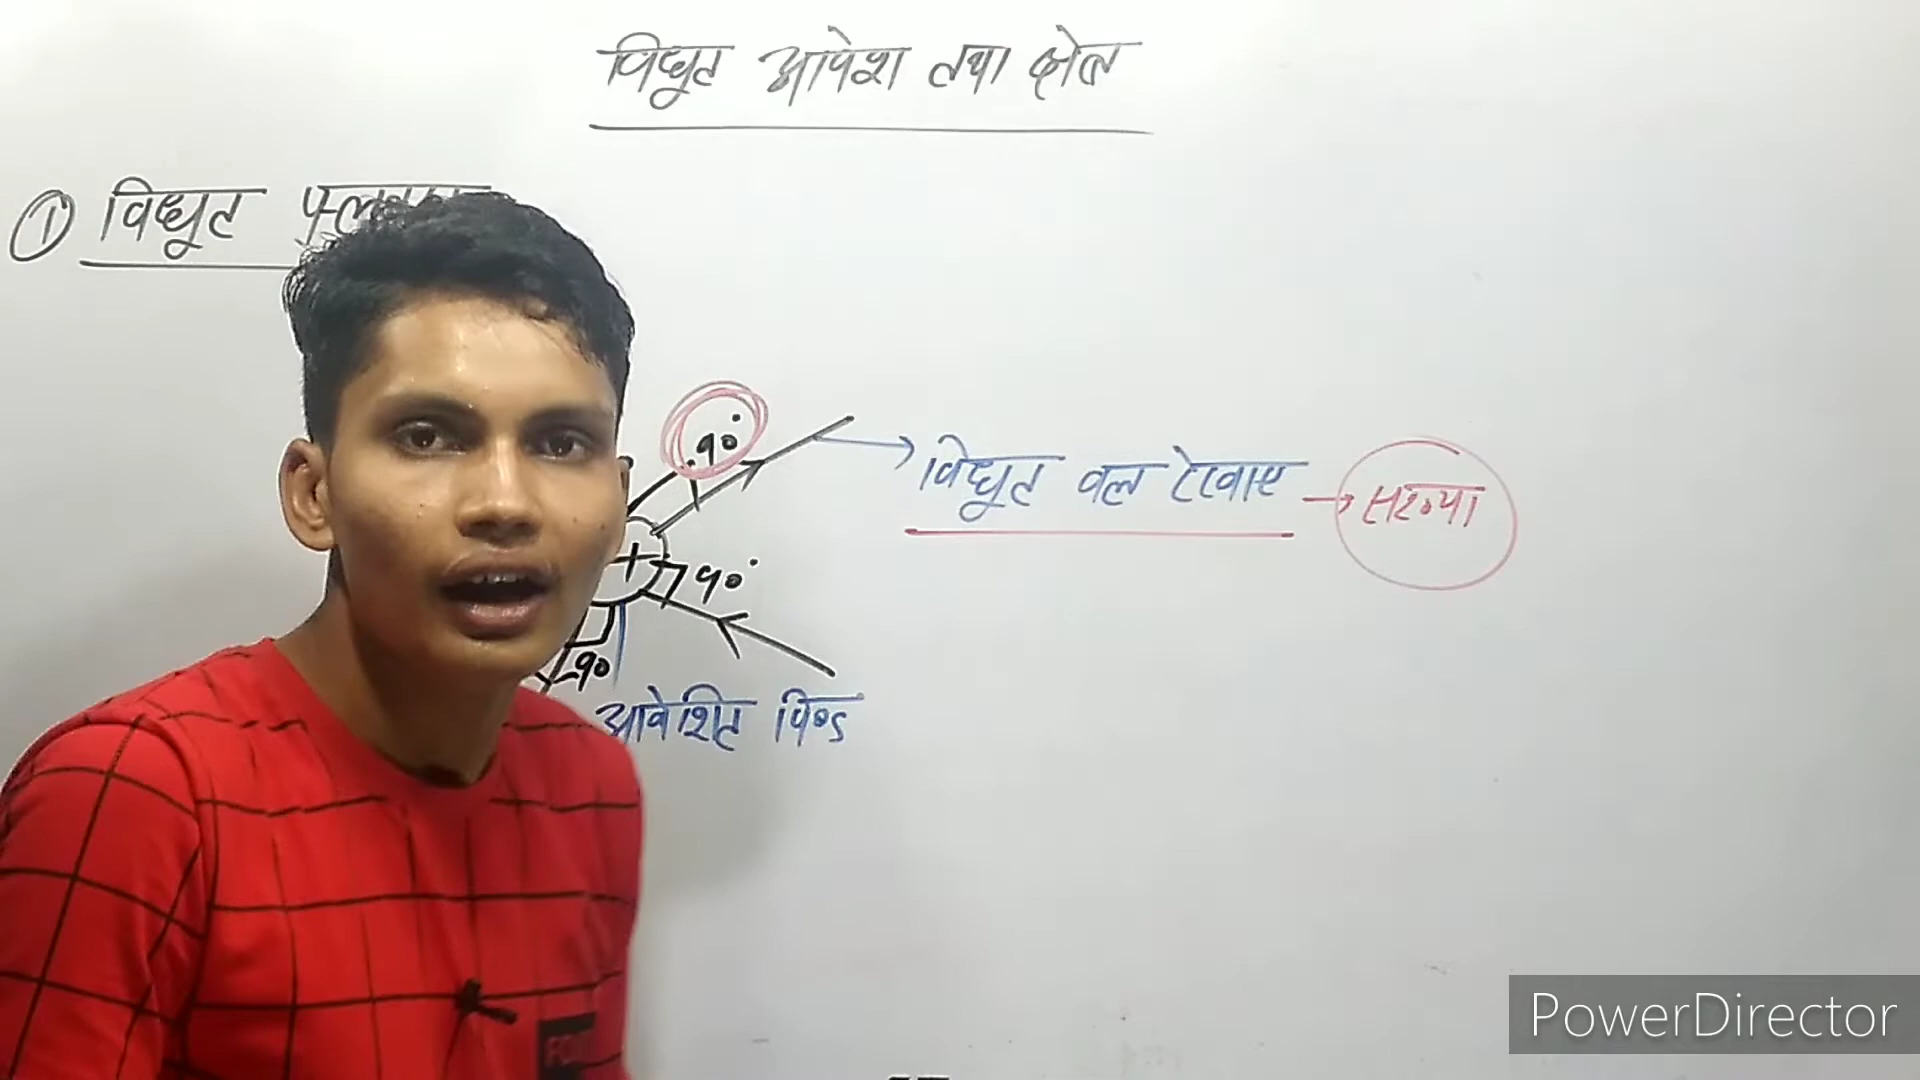 विद्युत आवेश तथा क्षेत्र
① विद्युत
90°
विद्युत बल रेखाए → संख्या
+
90°
90
आवेशित पिण्ड
PowerDirector